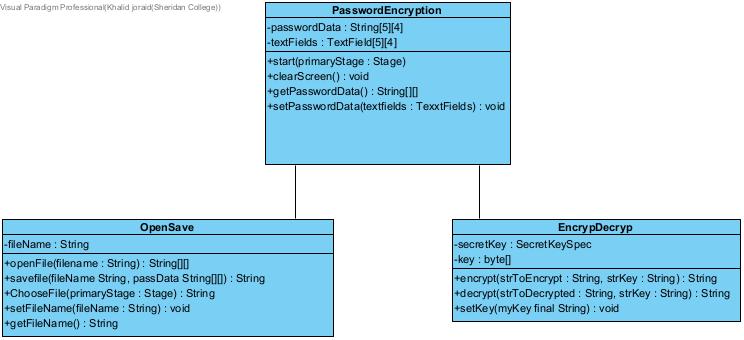 Visual Paradigm Professional(Khalid joraid(Sheridan College))
PasswordEncryption
-passwordData : String[5][4]
-textFields : TextField[5][4]
+start(primaryStage : Stage)
+clearScreen() : void
+getPasswordData() : String[][]
+setPasswordData(textfields : TexxtFields) : void
OpenSave
-fileName : String
+openFile(filename : String) : String[][]
+savefile(fileName String, passData String[][]) : String
+ChooseFile(primaryStage : Stage) : String
+setFileName(fileName : String) : void
+getFileName() : String
EncrypDecryp
-secretKey : SecretKeySpec
-key : byte[]
+encrypt(strToEncrypt : String, strKey : String) : String
+decrypt(strToDecrypted : String, strKey : String) : String
+setKey(myKey final String) : void